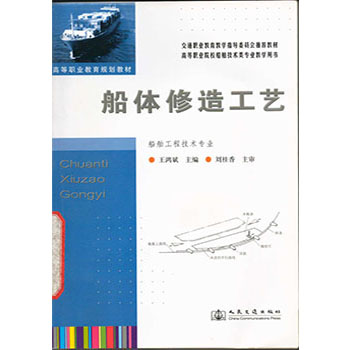 交通职业教育教学指导委员会推荐教材
高等职业院校船舶技术类专业教学用书
高等职业教育规划教材
船体修造工艺
Chuanti
Xiuzao
Gongyi
船舶工程技术专业
王鸿斌 主编 刘桂香 主审
人民交通出版社
China Communications Press